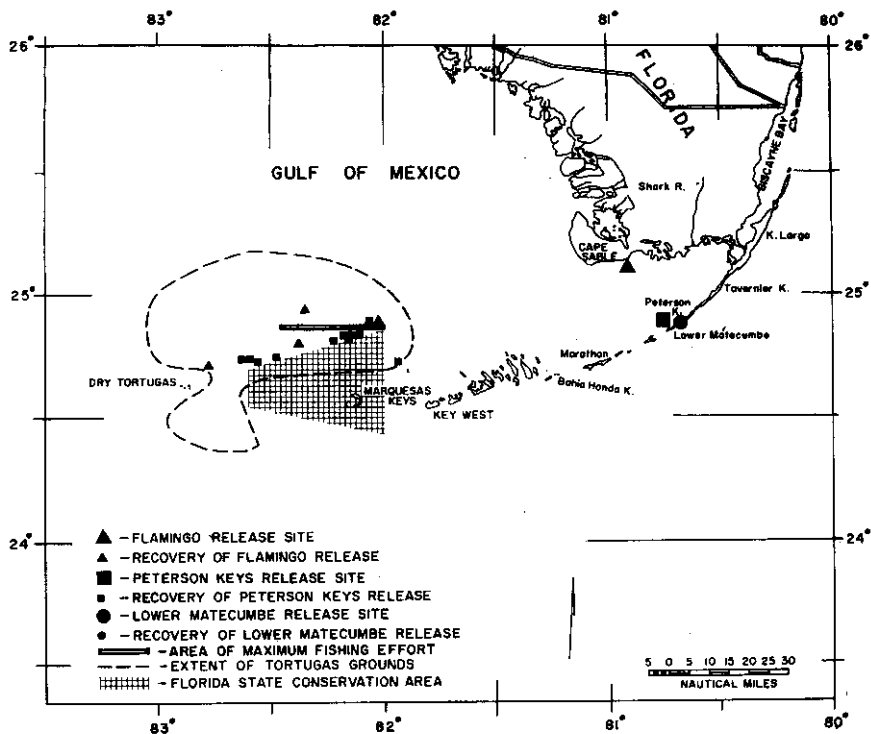 83°
82°
81°
80°
26°
26°
FLORIDA
BISCAYNE BAY
GULF OF MEXICO
Shark R.
K. Largo
CAPE
SABLE
25°
25°
Tavernier K.
Peterson
K.
Lower Matecumbe
Marathon
DRY TORTUGAS
Bahia Honda K.
MARQUESAS
KEYS
KEY WEST
24°
24°
- FLAMINGO RELEASE SITE
- RECOVERY OF FLAMINGO RELEASE
- PETERSON KEYS RELEASE SITE
- RECOVERY OF PETERSON KEYS RELEASE
- LOWER MATECUMBE RELEASE SITE
- RECOVERY OF LOWER MATECUMBE RELEASE
- AREA OF MAXIMUM FISHING EFFORT
- EXTENT OF TORTUGAS GROUNDS
- FLORIDA STATE CONSERVATION AREA
5 0 5 10 15 20 25 30
NAUTICAL MILES
83°
82°
81°
80°